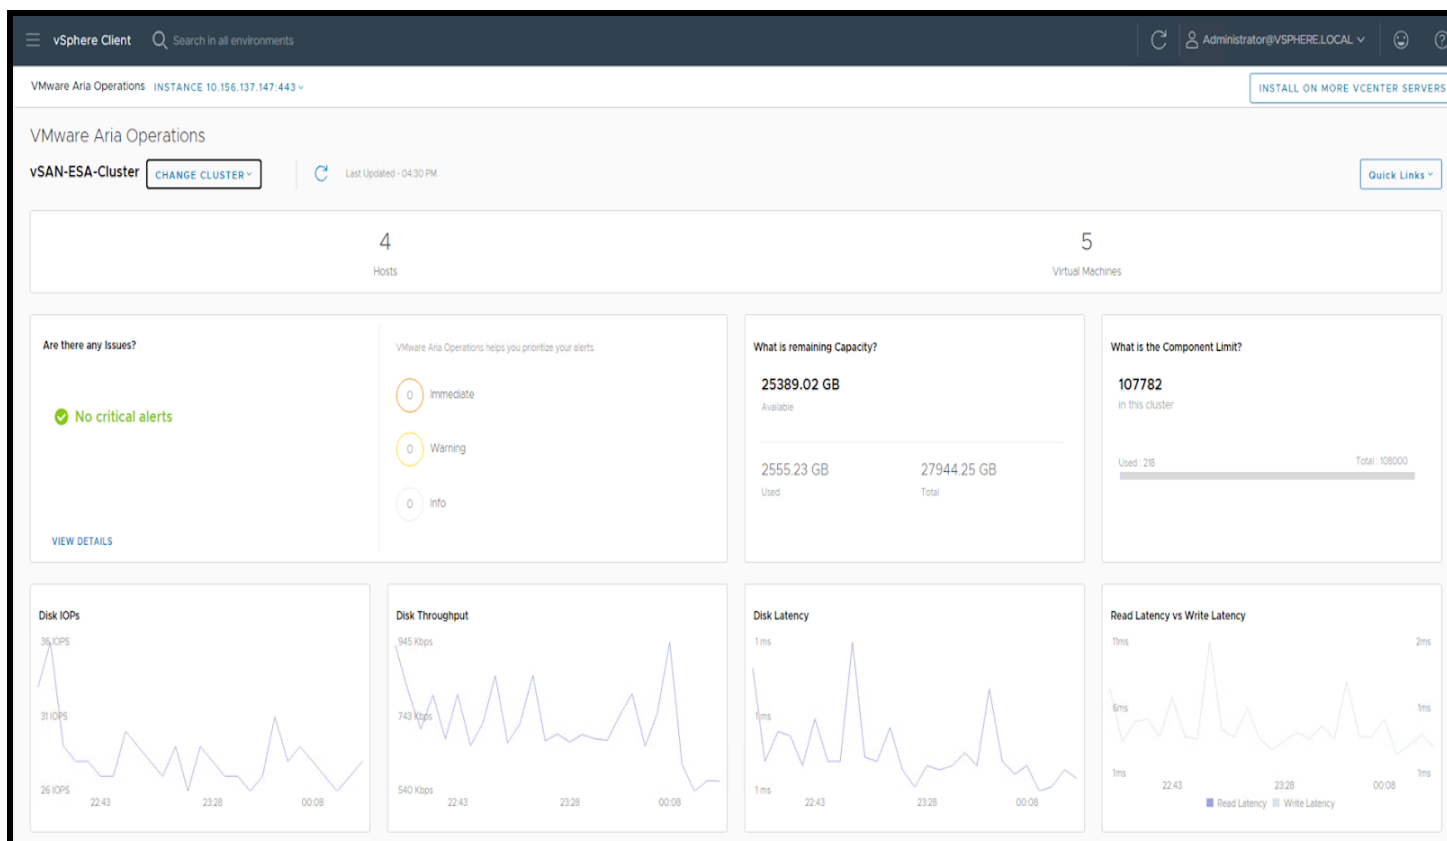 vSphere Client
Search in all environments
Administrator@VSPHERE.LOCAL
VMware Aria Operations INSTANCE 10.156.137.147:443
INSTALL ON MORE VCENTER SERVERS
VMware Aria Operations
vSAN-ESA-Cluster
CHANGE CLUSTER
Last Updated - 04:30 PM
Quick Links
4
Hosts
5
Virtual Machines
Are there any Issues?
No critical alerts
VIEW DETAILS
VMware Aria Operations helps you prioritize your alerts.
0 Immediate
0 Warning
0 Info
What is remaining Capacity?
25389.02 GB
Available
2555.23 GB
Used
27944.25 GB
Total
What is the Component Limit?
107782
in this cluster
Used : 218
Total : 108000
Disk IOPs
36 IOPS
31 IOPS
26 IOPS
22:43 23:28 00:08
Disk Throughput
945 Kbps
743 Kbps
540 Kbps
22:43 23:28 00:08
Disk Latency
1 ms
1 ms
1 ms
22:43 23:28 00:08
Read Latency vs Write Latency
11ms 2ms
6ms 1ms
1ms 1ms
22:43 23:28 00:08
Read Latency Write Latency